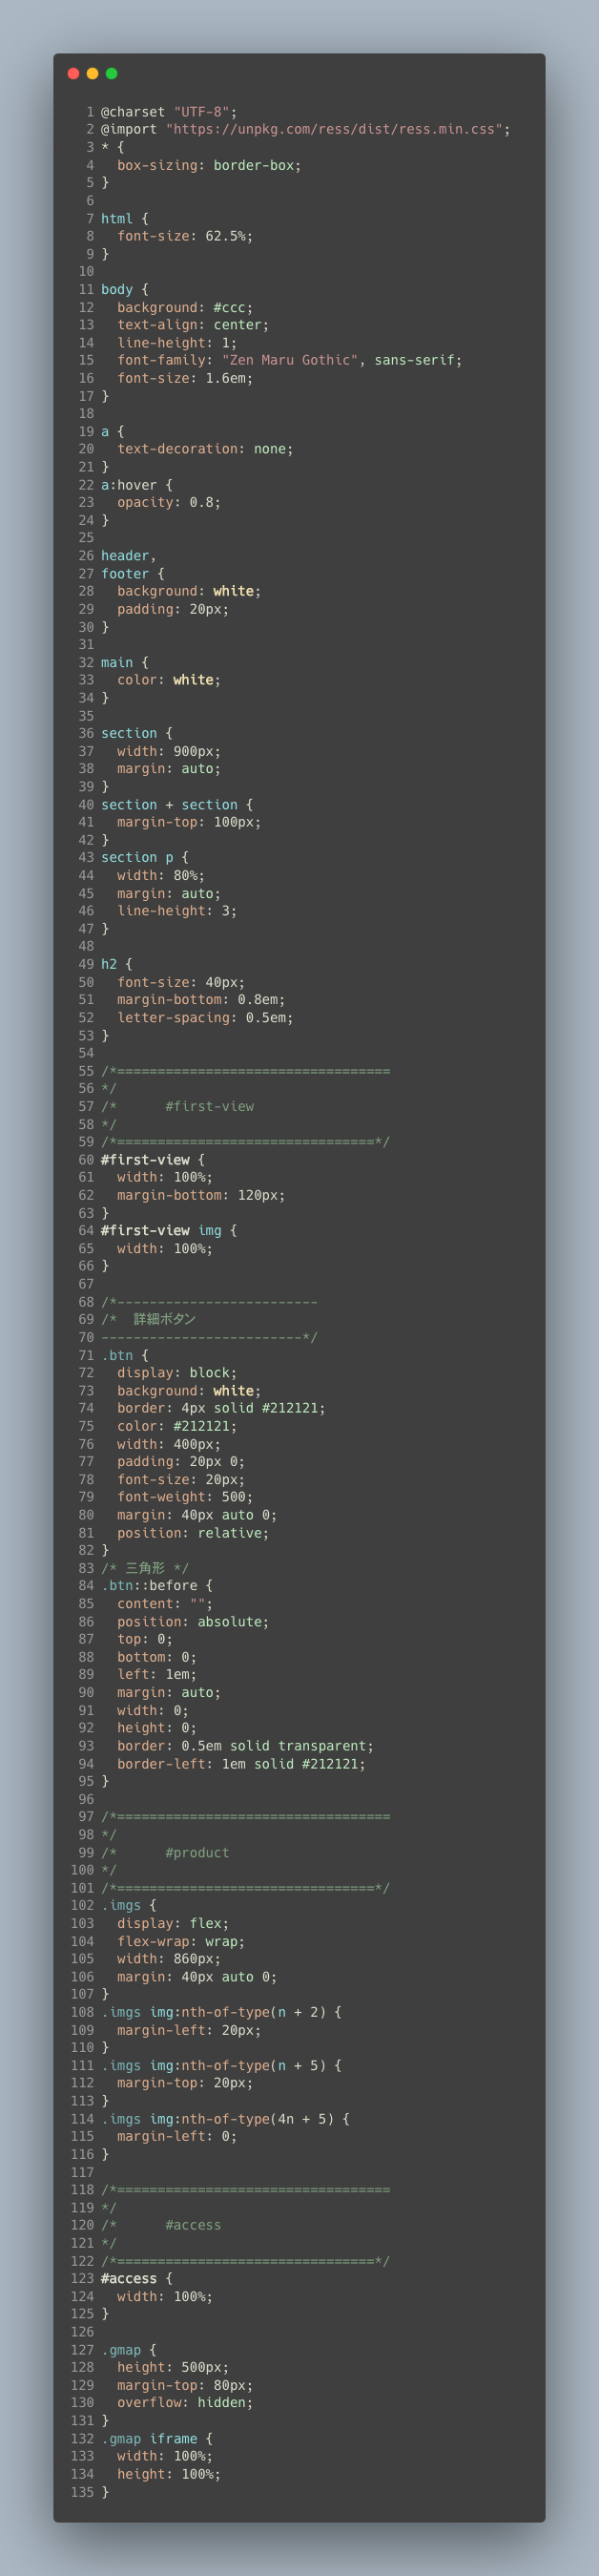 1 @charset "UTF-8";
2 @import "https://unpkg.com/ress/dist/ress.min.css";
3 * {
4   box-sizing: border-box;
5 }
6
7 html {
8   font-size: 62.5%;
9 }
10
11 body {
12   background: #ccc;
13   text-align: center;
14   line-height: 1;
15   font-family: "Zen Maru Gothic", sans-serif;
16   font-size: 1.6em;
17 }
18
19 a {
20   text-decoration: none;
21 }
22 a:hover {
23   opacity: 0.8;
24 }
25
26 header,
27 footer {
28   background: white;
29   padding: 20px;
30 }
31
32 main {
33   color: white;
34 }
35
36 section {
37   width: 900px;
38   margin: auto;
39 }
40 section + section {
41   margin-top: 100px;
42 }
43 section p {
44   width: 80%;
45   margin: auto;
46   line-height: 3;
47 }
48
49 h2 {
50   font-size: 40px;
51   margin-bottom: 0.8em;
52   letter-spacing: 0.5em;
53 }
54
55 /*==================================
56 */
57 /*      #first-view
58 */
59 /*================================*/
60 #first-view {
61   width: 100%;
62   margin-bottom: 120px;
63 }
64 #first-view img {
65   width: 100%;
66 }
67
68 /*-------------------------
69 /*  詳細ボタン
70 -------------------------*/
71 .btn {
72   display: block;
73   background: white;
74   border: 4px solid #212121;
75   color: #212121;
76   width: 400px;
77   padding: 20px 0;
78   font-size: 20px;
79   font-weight: 500;
80   margin: 40px auto 0;
81   position: relative;
82 }
83 /* 三角形 */
84 .btn::before {
85   content: "";
86   position: absolute;
87   top: 0;
88   bottom: 0;
89   left: 1em;
90   margin: auto;
91   width: 0;
92   height: 0;
93   border: 0.5em solid transparent;
94   border-left: 1em solid #212121;
95 }
96
97 /*==================================
98 */
99 /*      #product
100 */
101 /*================================*/
102 .imgs {
103   display: flex;
104   flex-wrap: wrap;
105   width: 860px;
106   margin: 40px auto 0;
107 }
108 .imgs img:nth-of-type(n + 2) {
109   margin-left: 20px;
110 }
111 .imgs img:nth-of-type(n + 5) {
112   margin-top: 20px;
113 }
114 .imgs img:nth-of-type(4n + 5) {
115   margin-left: 0;
116 }
117
118 /*==================================
119 */
120 /*      #access
121 */
122 /*================================*/
123 #access {
124   width: 100%;
125 }
126
127 .gmap {
128   height: 500px;
129   margin-top: 80px;
130   overflow: hidden;
131 }
132 .gmap iframe {
133   width: 100%;
134   height: 100%;
135 }